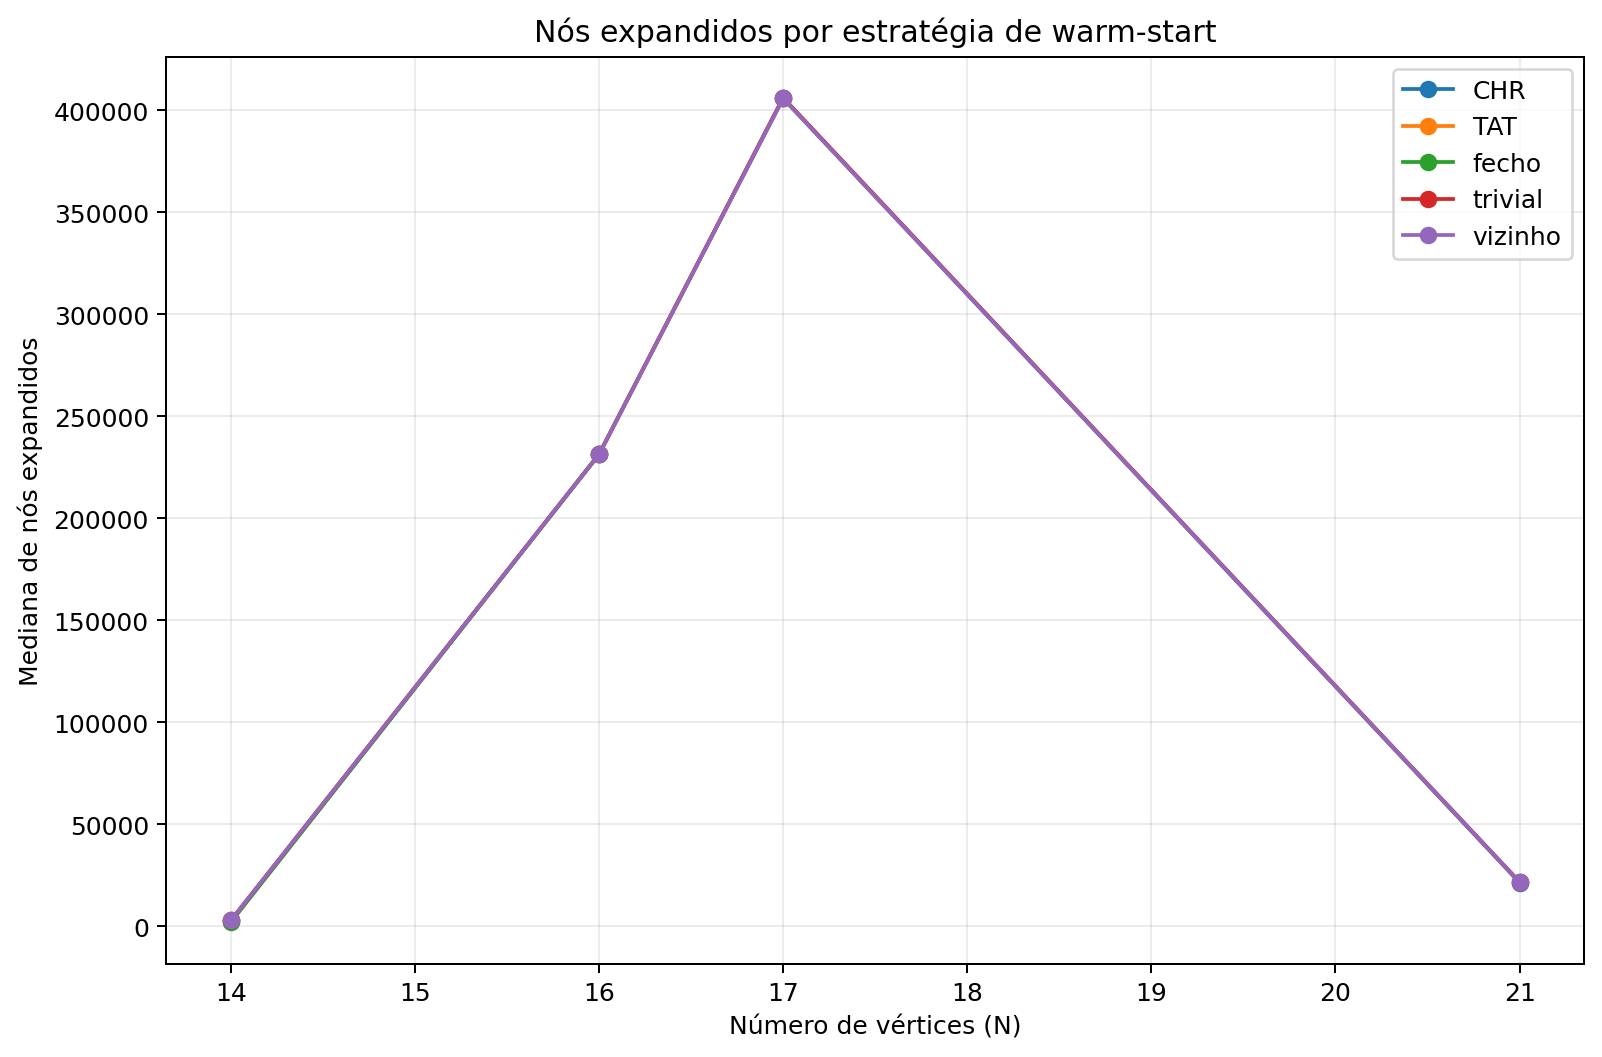 Nós expandidos por estratégia de warm-start
CHR
TAT
fecho
trivial
vizinho
Mediana de nós expandidos
400000
350000
300000
250000
200000
150000
100000
50000
0
14 15 16 17 18 19 20 21
Número de vértices (N)